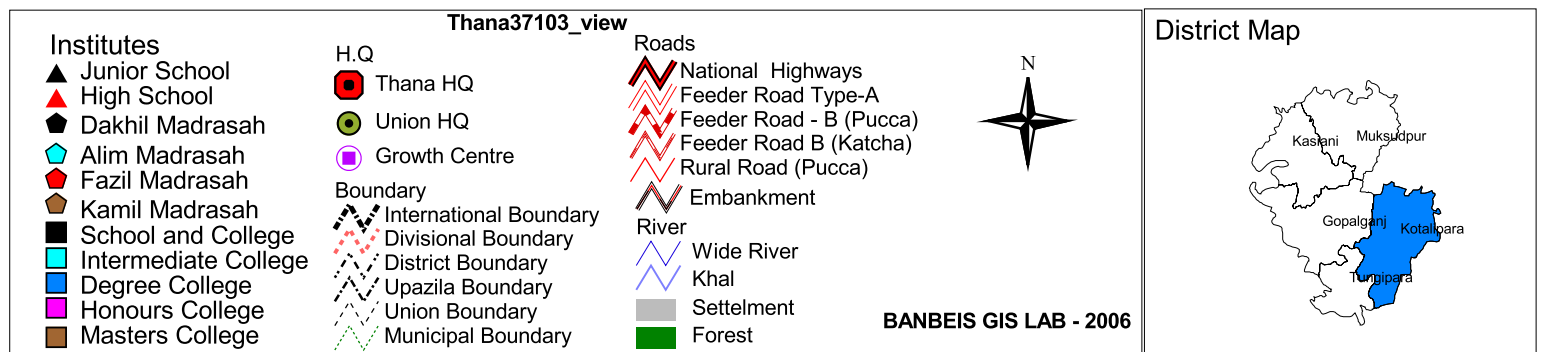 Thana37103_view
Institutes
Junior School
High School
Dakhil Madrasah
Alim Madrasah
Fazil Madrasah
Kamil Madrasah
School and College
Intermediate College
Degree College
Honours College
Masters College
H.Q
Thana HQ
Union HQ
Growth Centre
Boundary
International Boundary
Divisional Boundary
District Boundary
Upazila Boundary
Union Boundary
Municipal Boundary
Roads
National Highways
Feeder Road Type-A
Feeder Road - B (Pucca)
Feeder Road B (Katcha)
Rural Road (Pucca)
Embankment
River
Wide River
Khal
Settelment
Forest
N
BANBEIS GIS LAB - 2006
District Map
Kasiani
Muksudpur
Gopalganj
Kotalipara
Tungipara